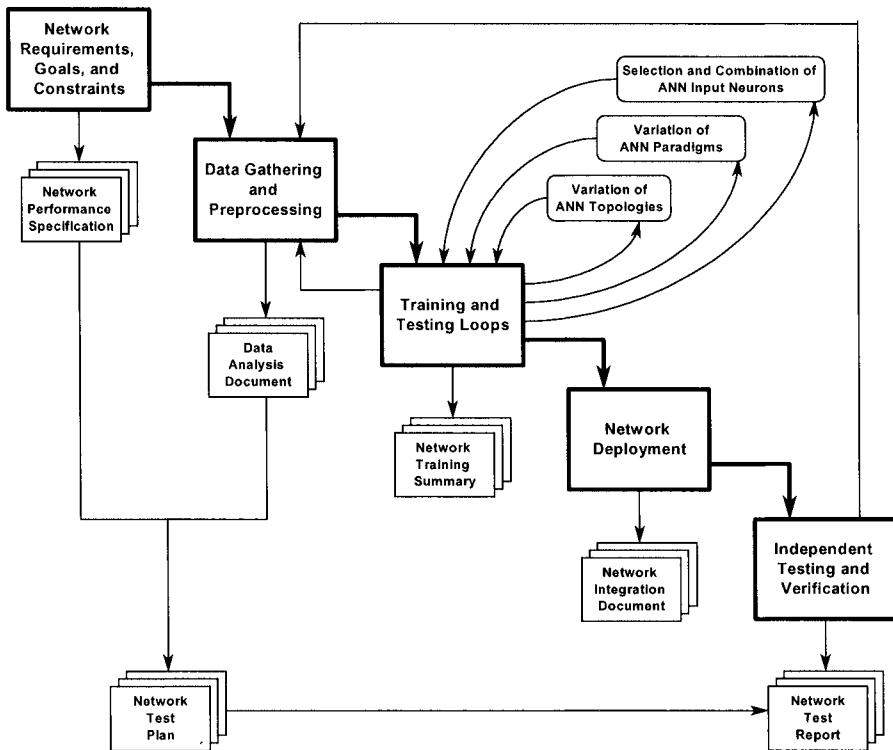 Network
Requirements,
Goals, and
Constraints
Selection and Combination of
ANN Input Neurons
Variation of
ANN Paradigms
Data Gathering
and
Preprocessing
Variation of
ANN Topologies
Network
Performance
Specification
Training and
Testing Loops
Data
Analysis
Document
Network
Deployment
Network
Training
Summary
Independent
Testing and
Verification
Network
Integration
Document
Network
Test
Plan
Network
Test
Report